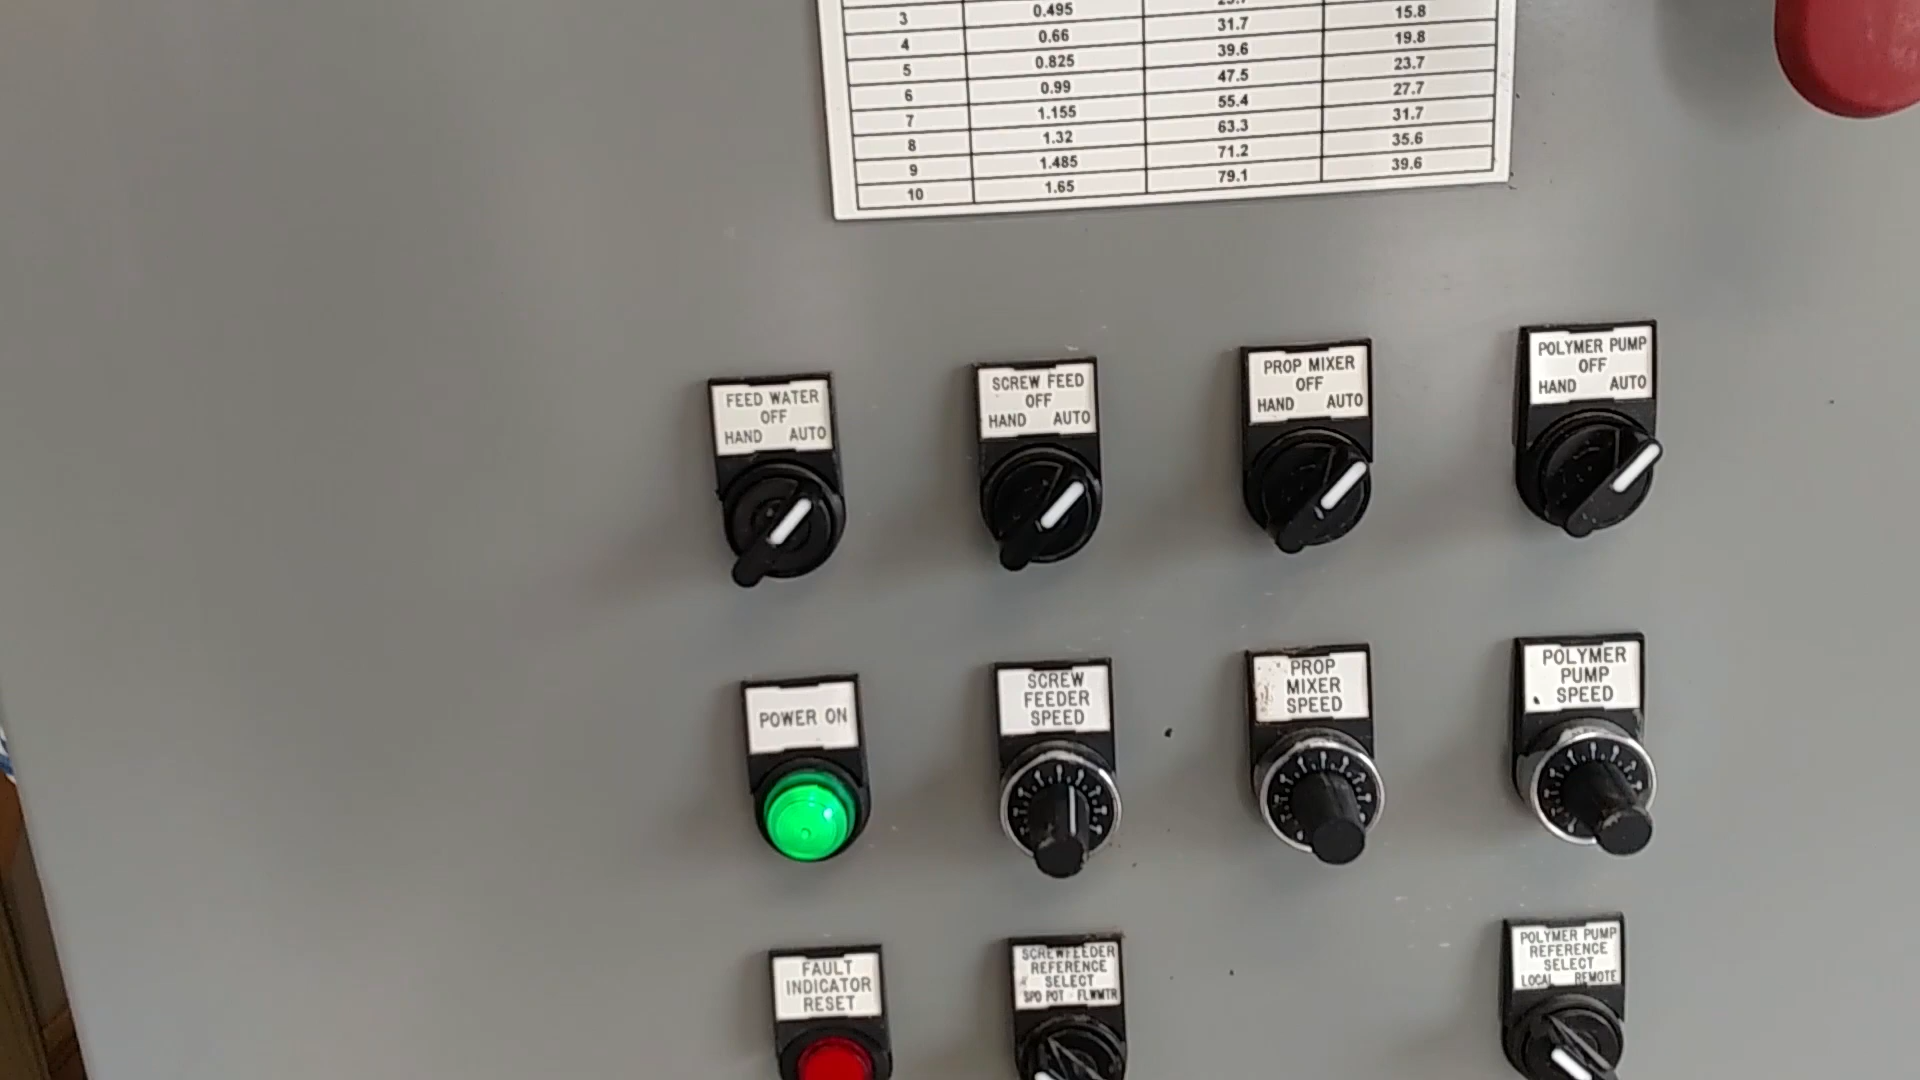 3 0.495 15.8
4 0.66 31.7 19.8
5 0.825 39.6 23.7
6 0.99 47.5 27.7
7 1.155 55.4 31.7
8 1.32 63.3 35.6
9 1.485 71.2 39.6
10 1.65 79.1
FEED WATER
OFF
HAND AUTO
SCREW FEED
OFF
HAND AUTO
PROP MIXER
OFF
HAND AUTO
POLYMER PUMP
OFF
HAND AUTO
POWER ON
SCREW
FEEDER
SPEED
PROP
MIXER
SPEED
POLYMER
PUMP
SPEED
FAULT
INDICATOR
RESET
SCREWFEEDER
REFERENCE
SELECT
SPD POT - FLWMTR
POLYMER PUMP
REFERENCE
SELECT
LOCAL REMOTE